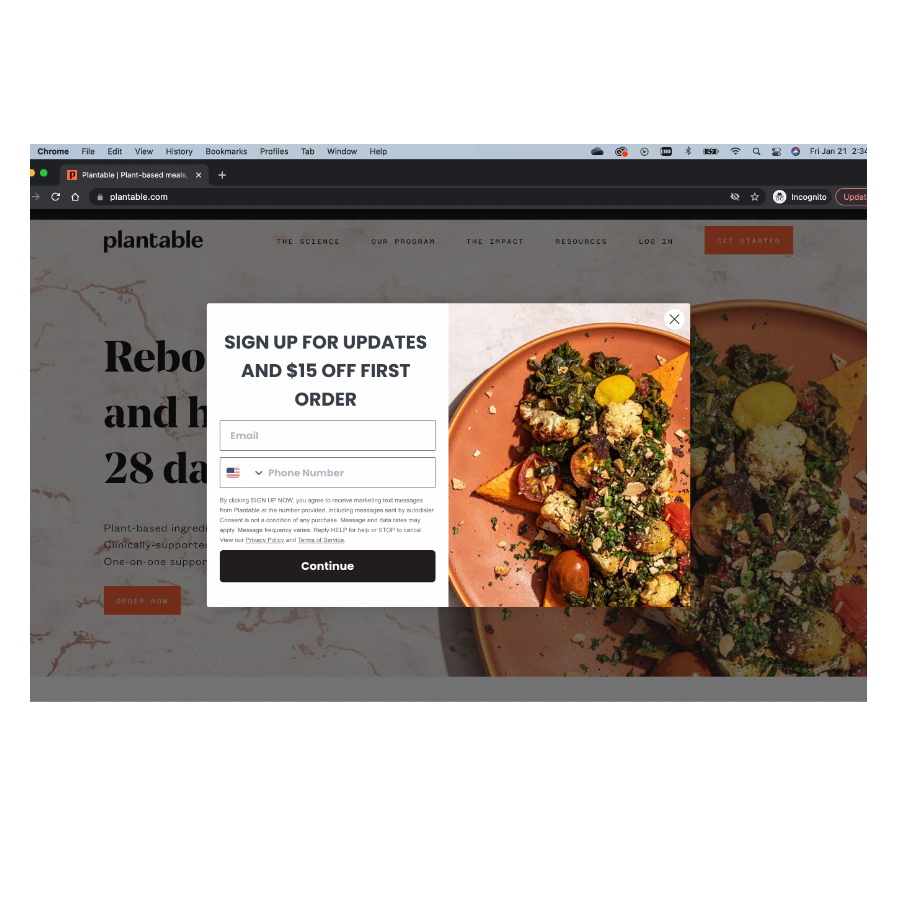 Chrome File Edit View History Bookmarks Profiles Tab Window Help Fri Jan 21 2:34
Plantable | Plant-based meals,
plantable.com Incognito Updat
plantable THE SCIENCE OUR PROGRAM THE IMPACT RESOURCES LOG IN GET STARTED
SIGN UP FOR UPDATES
AND $15 OFF FIRST
ORDER
Email
Phone Number
By clicking SIGN UP NOW, you agree to receive marketing text messages
from Plantable at the number provided, including messages sent by autodialer.
Consent is not a condition of any purchase. Message and data rates may
apply. Message frequency varies. Reply HELP for help or STOP to cancel.
View our Privacy Policy and Terms of Service.
Continue
Rebo
and h
28 da
Plant-based ingredi
Clinically-supporte
One-on-one suppor
ORDER NOW